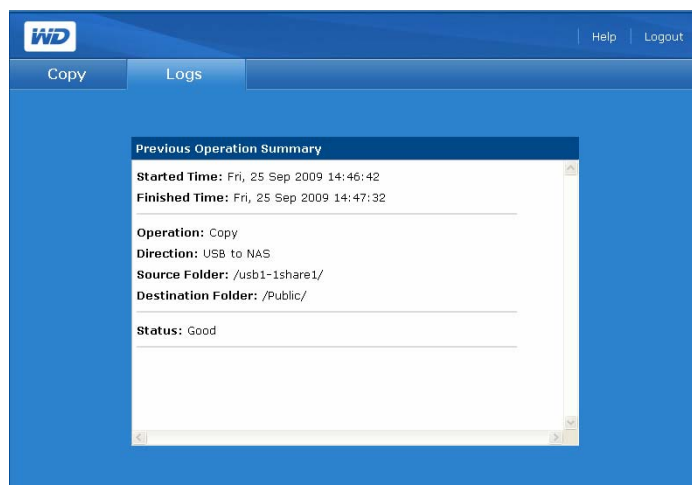 WD
Help
Logout
Copy
Logs
Previous Operation Summary
Started Time: Fri, 25 Sep 2009 14:46:42
Finished Time: Fri, 25 Sep 2009 14:47:32
Operation: Copy
Direction: USB to NAS
Source Folder: /usb1-1share1/
Destination Folder: /Public/
Status: Good